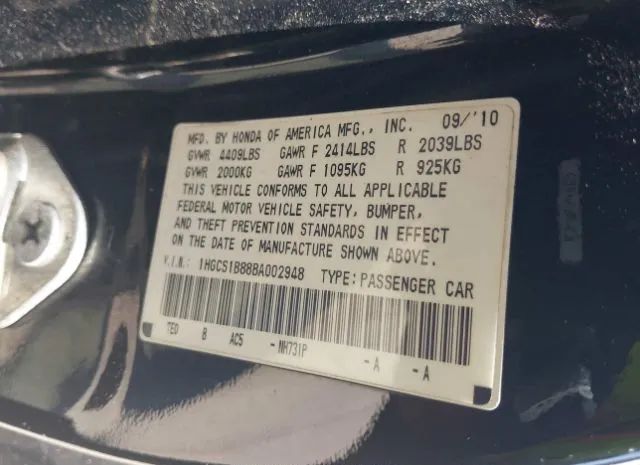 MFD. BY HONDA OF AMERICA MFG., INC. 09/'10
GVWR 4409LBS GAWR F 2414LBS R 2039LBS
GVWR 2000KG GAWR F 1095KG R 925KG
THIS VEHICLE CONFORMS TO ALL APPLICABLE
FEDERAL MOTOR VEHICLE SAFETY, BUMPER,
AND THEFT PREVENTION STANDARDS IN EFFECT
ON THE DATE OF MANUFACTURE SHOWN ABOVE.
V.I.N.: 1HGCS1B88BA002948 TYPE:PASSENGER CAR
TED B AC5 -NH731P -A -A